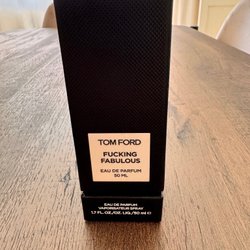 TOM FORD
FUCKING
FABULOUS
EAU DE PARFUM
50 ML
EAU DE PARFUM
VAPORISATEUR SPRAY
1.7 FL.OZ./OZ.LIQ./50 ml ℮